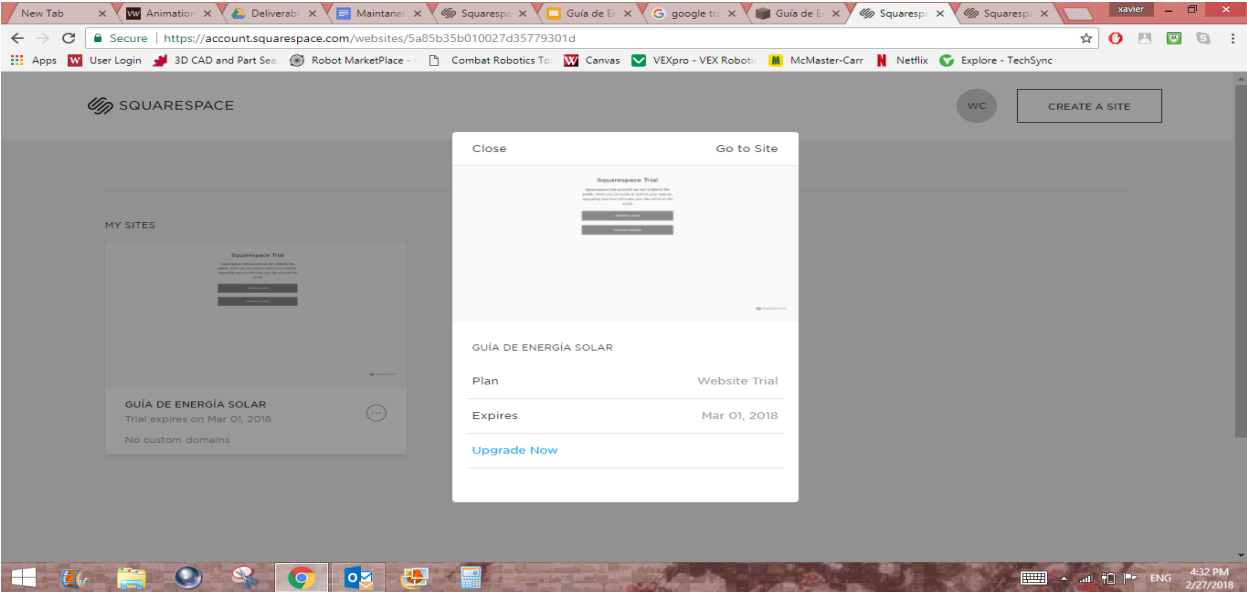 New Tab
Animation
Deliverabl
Maintaner
Squarespa
Guía de E
google tra
Guía de E
Squarespa
Squarespa
xavier
Secure | https://account.squarespace.com/websites/5a85b35b010027d35779301d
Apps
User Login
3D CAD and Part Sea
Robot MarketPlace -
Combat Robotics To
Canvas
VEXpro - VEX Robotic
McMaster-Carr
Netflix
Explore - TechSync
SQUARESPACE
WC
CREATE A SITE
Close
Go to Site
Squarespace Trial
MY SITES
Squarespace Trial
GUÍA DE ENERGÍA SOLAR
Trial expires on Mar 01, 2018
No custom domains
GUÍA DE ENERGÍA SOLAR
Plan
Website Trial
Expires
Mar 01, 2018
Upgrade Now
ENG
4:32 PM
2/27/2018